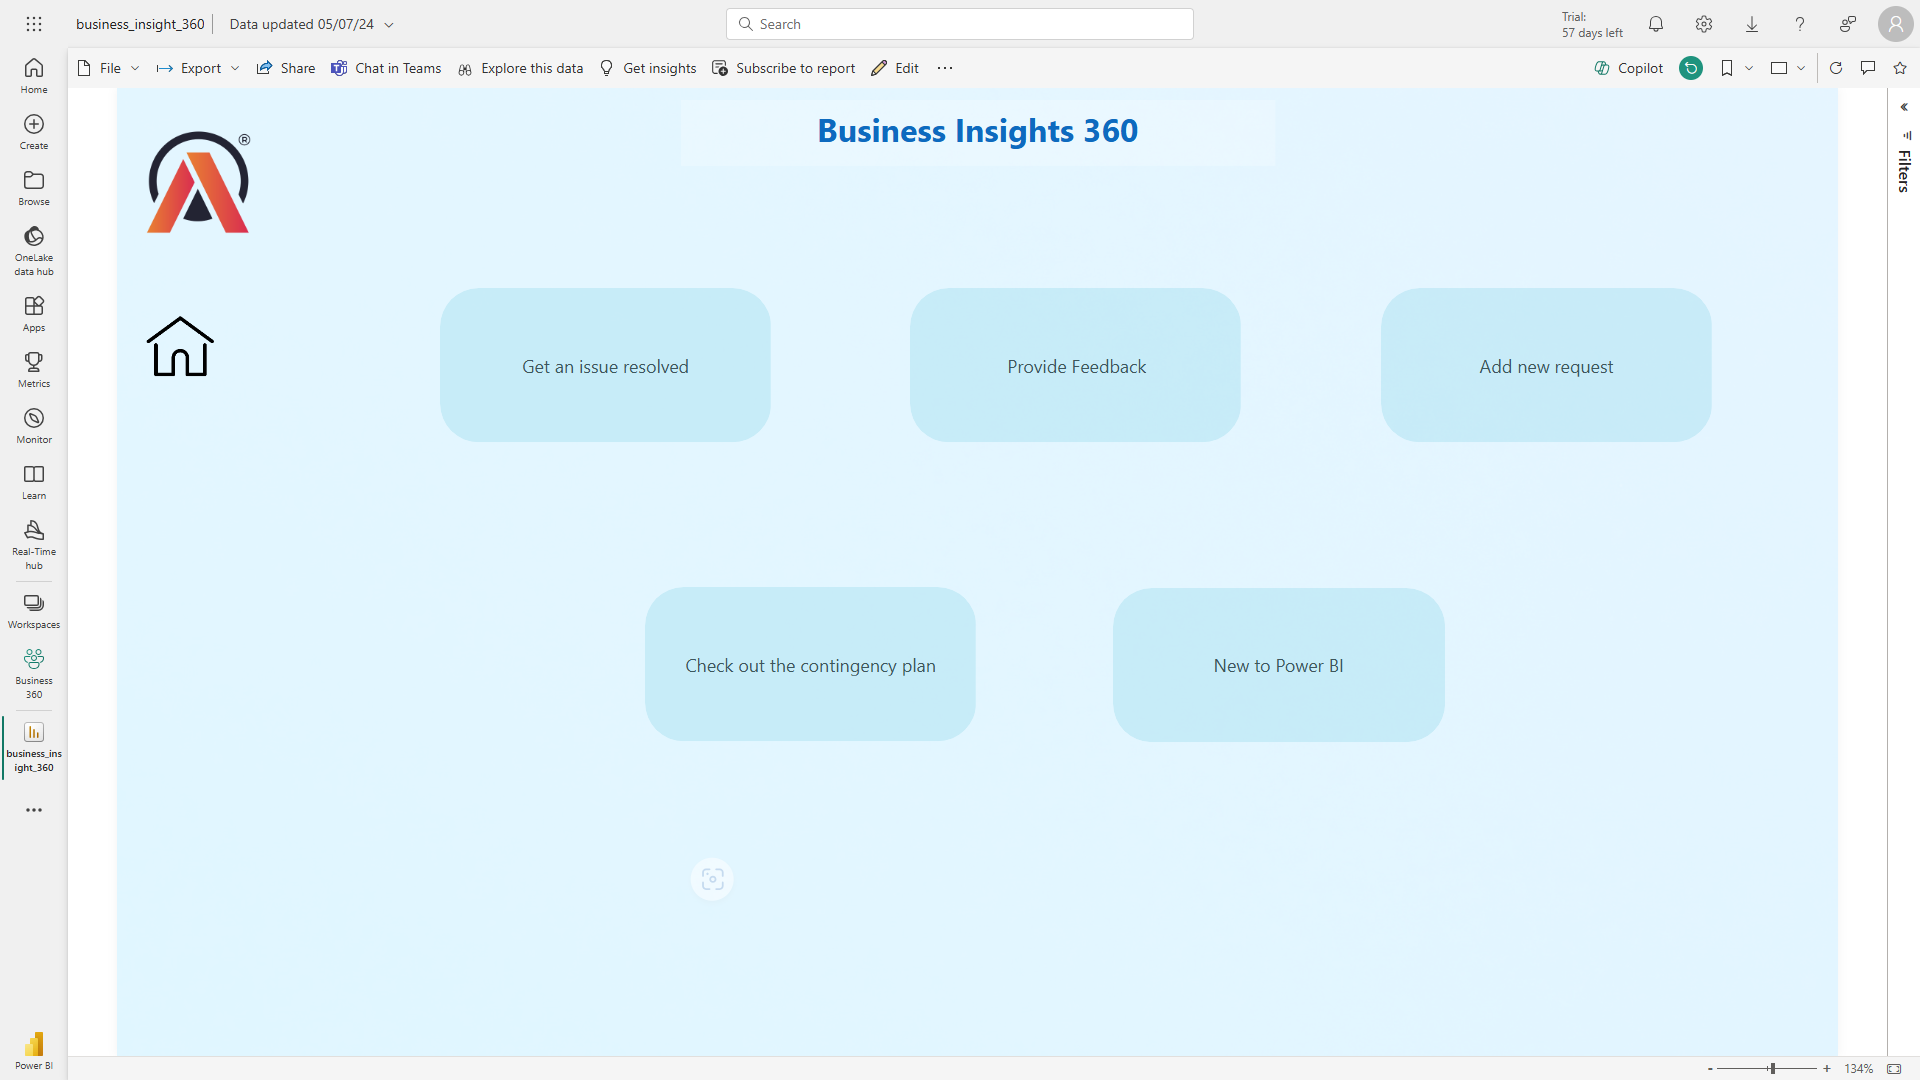 business_insight_360
Data updated 05/07/24
Search
Trial:
57 days left
File
Export
Share
Chat in Teams
Explore this data
Get insights
Subscribe to report
Edit
Copilot
Home
Create
Browse
OneLake
data hub
Apps
Metrics
Monitor
Learn
Real-Time
hub
Workspaces
Business
360
business_ins
ight_360
Power BI
Business Insights 360
®
Get an issue resolved
Provide Feedback
Add new request
Check out the contingency plan
New to Power BI
Filters
- + 134%